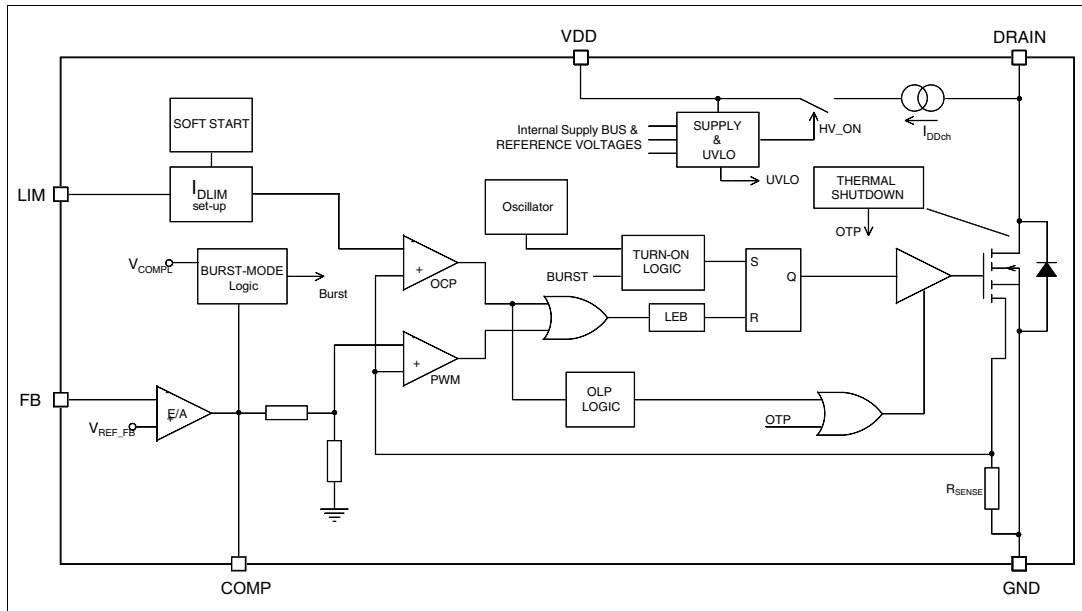 VDD
DRAIN
SOFT START
Internal Supply BUS &
REFERENCE VOLTAGES
SUPPLY
&
UVLO
HV_ON
IDDch
LIM
IDLIM
set-up
UVLO
THERMAL
SHUTDOWN
Oscillator
OTP
VCOMPL
BURST-MODE
Logic
Burst
-
+
OCP
TURN-ON
LOGIC
BURST
S
Q
R
LEB
-
+
PWM
FB
-
E/A
+
VREF_FB
OLP
LOGIC
OTP
RSENSE
COMP
GND